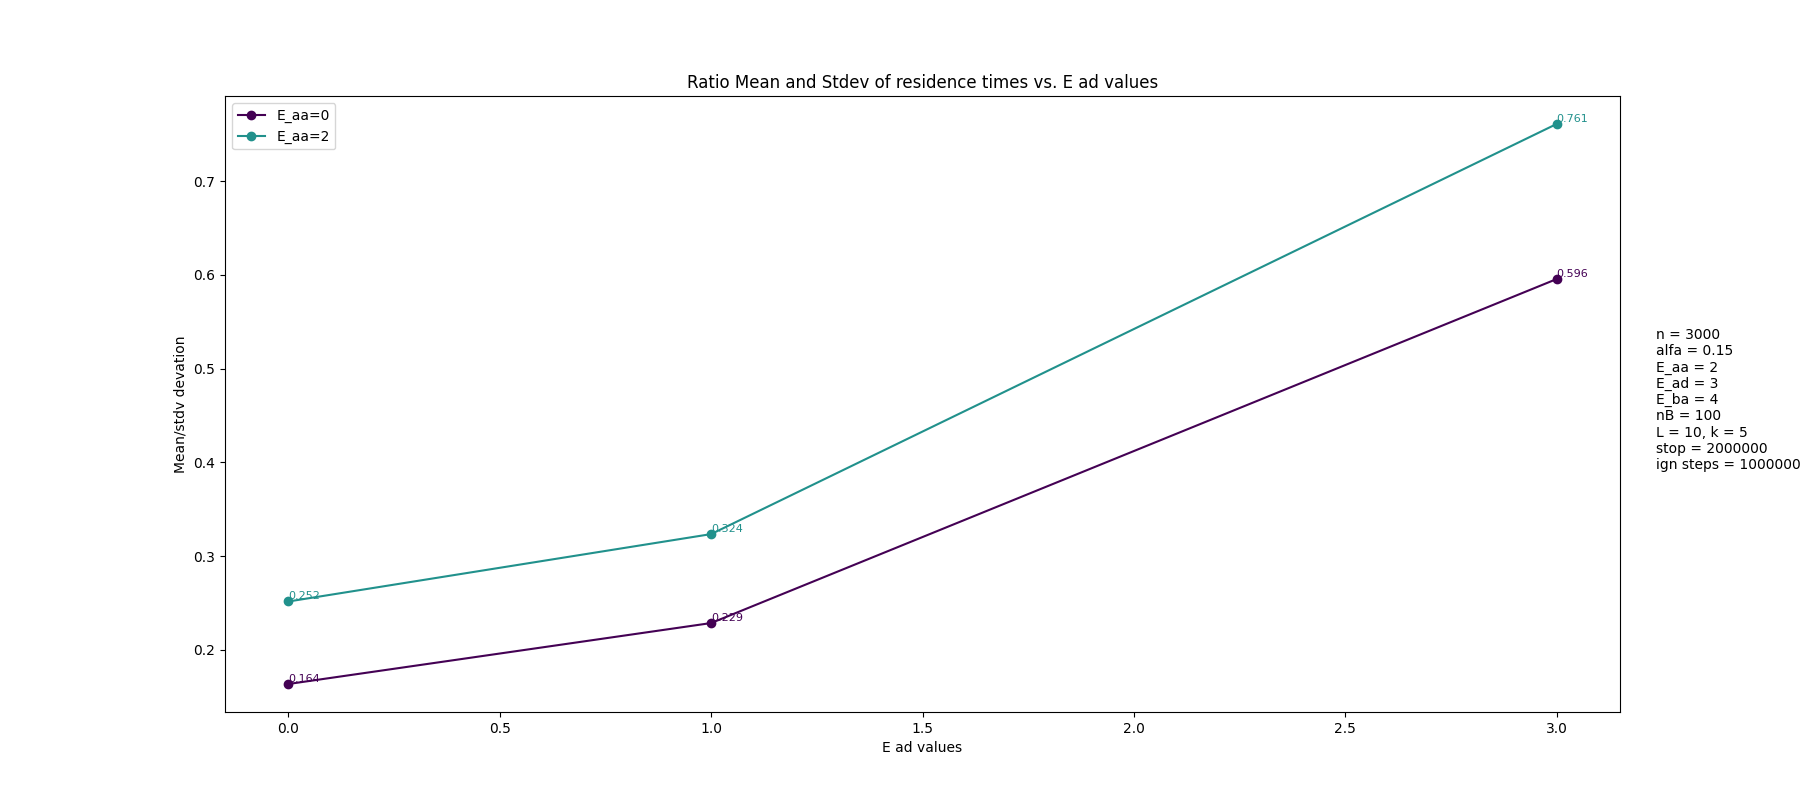 Ratio Mean and Stdev of residence times vs. E ad values
E_aa=0
E_aa=2
Mean/stdv devation
0.7
0.6
0.5
0.4
0.3
0.2
0.761
0.596
0.324
0.252
0.229
0.164
0.0
0.5
1.0
1.5
2.0
2.5
3.0
E ad values
n = 3000
alfa = 0.15
E_aa = 2
E_ad = 3
E_ba = 4
nB = 100
L = 10, k = 5
stop = 2000000
ign steps = 1000000